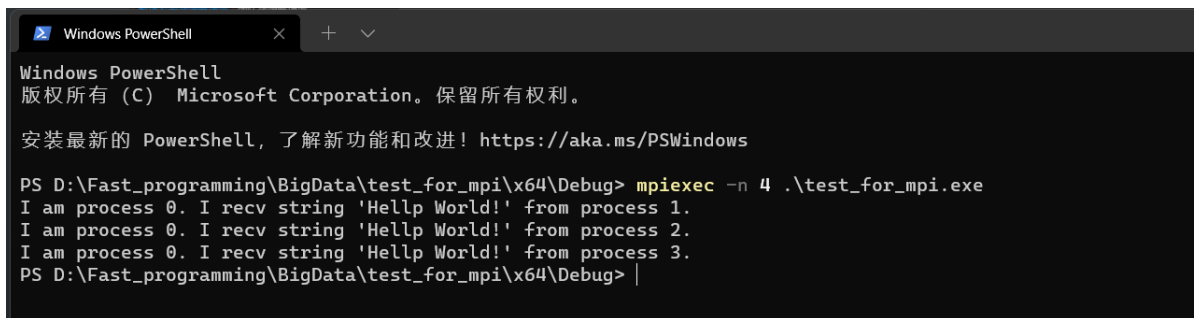 Windows PowerShell
Windows PowerShell
版权所有 (C) Microsoft Corporation。保留所有权利。
安装最新的 PowerShell，了解新功能和改进！https://aka.ms/PSWindows
PS D:\Fast_programming\BigData\test_for_mpi\x64\Debug> mpiexec -n 4 .\test_for_mpi.exe
I am process 0. I recv string 'Hellp World!' from process 1.
I am process 0. I recv string 'Hellp World!' from process 2.
I am process 0. I recv string 'Hellp World!' from process 3.
PS D:\Fast_programming\BigData\test_for_mpi\x64\Debug>